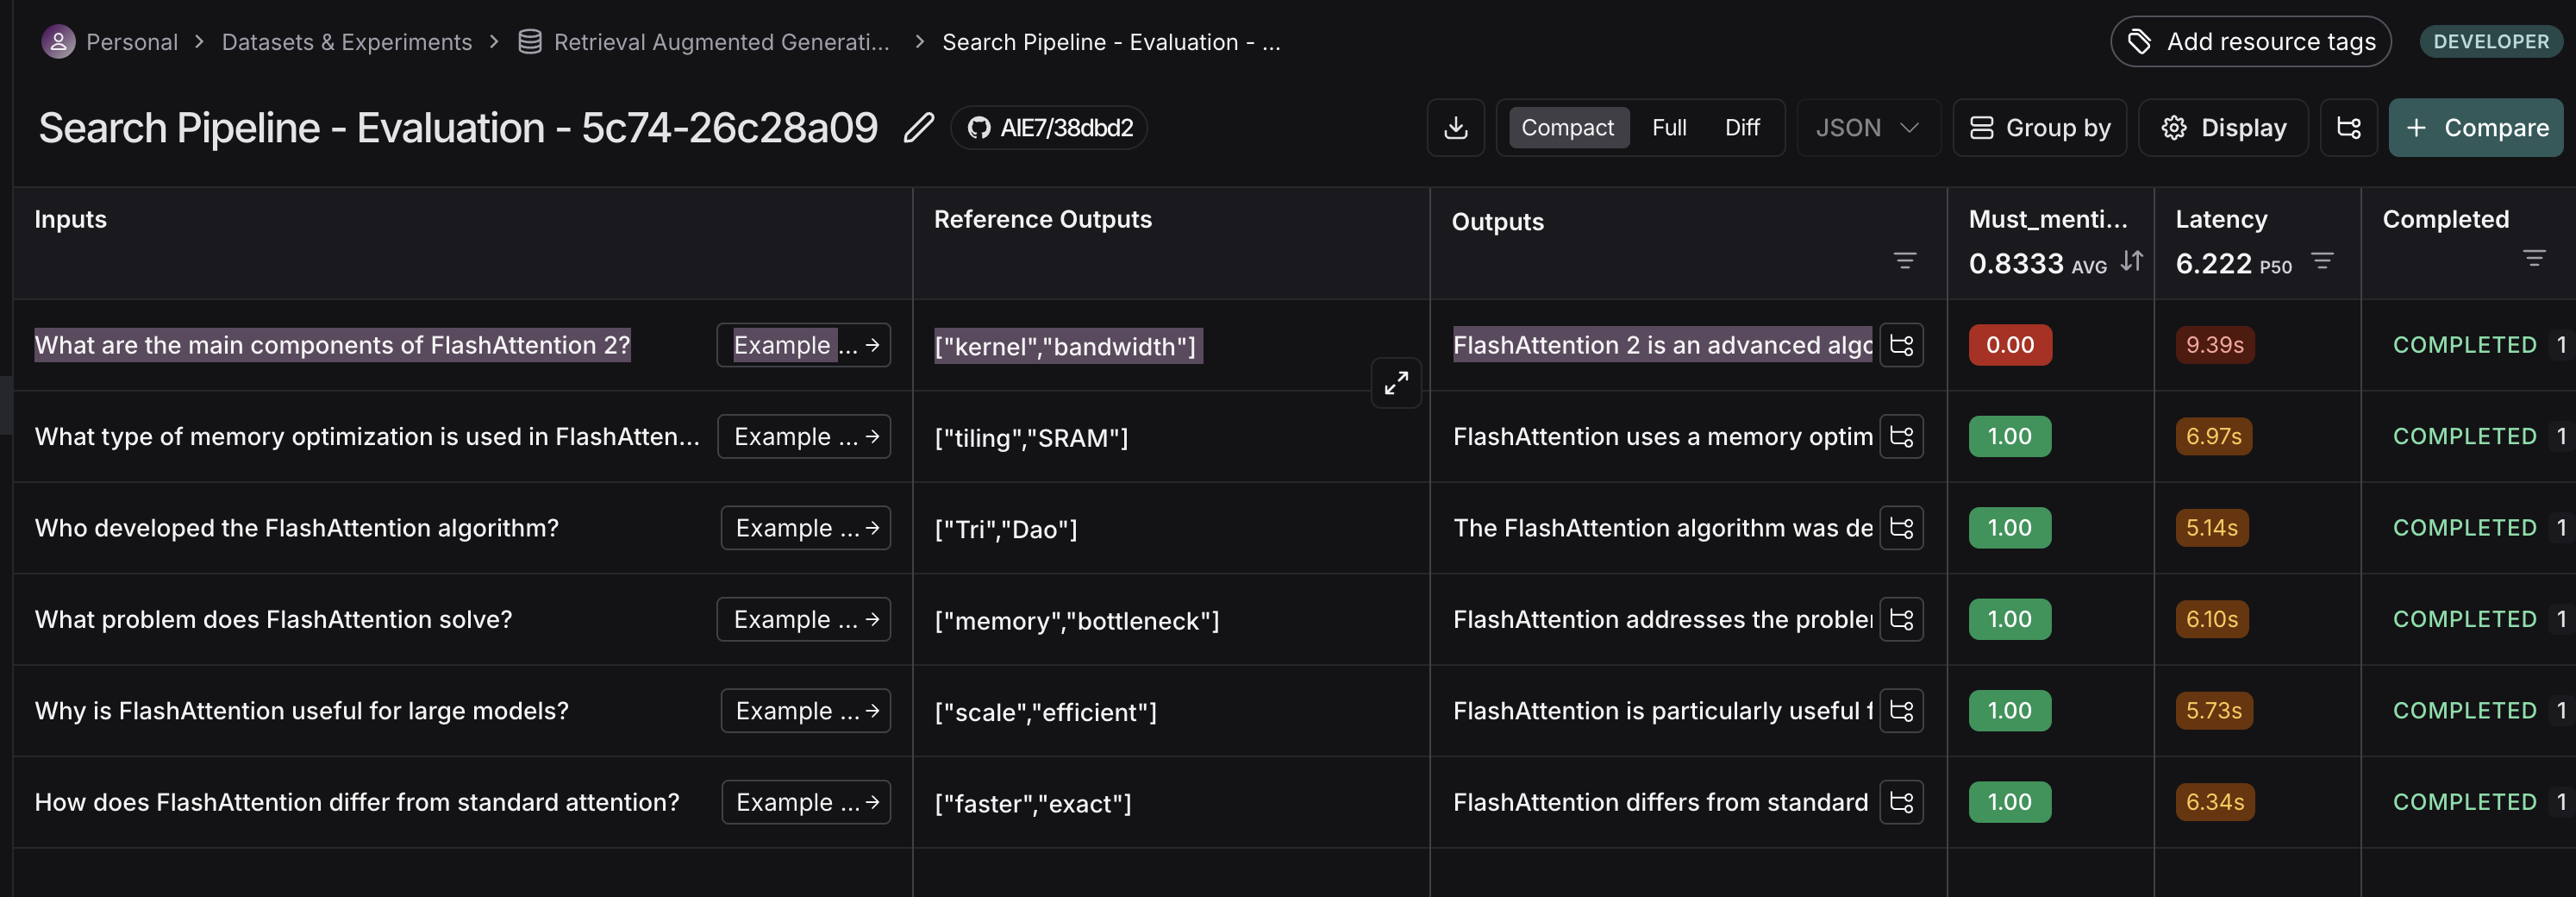 Personal > Datasets & Experiments > Retrieval Augmented Generati... > Search Pipeline - Evaluation - ...
Add resource tags
DEVELOPER
Search Pipeline - Evaluation - 5c74-26c28a09
AIE7/38dbd2
Compact Full Diff
JSON
Group by
Display
+ Compare
Inputs
Reference Outputs
Outputs
Must_menti...
0.8333 AVG
Latency
6.222 P50
Completed
What are the main components of FlashAttention 2? Example ... → ["kernel","bandwidth"] FlashAttention 2 is an advanced algo 0.00 9.39s COMPLETED 1
What type of memory optimization is used in FlashAtten... Example ... → ["tiling","SRAM"] FlashAttention uses a memory optim 1.00 6.97s COMPLETED 1
Who developed the FlashAttention algorithm? Example ... → ["Tri","Dao"] The FlashAttention algorithm was de 1.00 5.14s COMPLETED 1
What problem does FlashAttention solve? Example ... → ["memory","bottleneck"] FlashAttention addresses the probler 1.00 6.10s COMPLETED 1
Why is FlashAttention useful for large models? Example ... → ["scale","efficient"] FlashAttention is particularly useful f 1.00 5.73s COMPLETED 1
How does FlashAttention differ from standard attention? Example ... → ["faster","exact"] FlashAttention differs from standard 1.00 6.34s COMPLETED 1